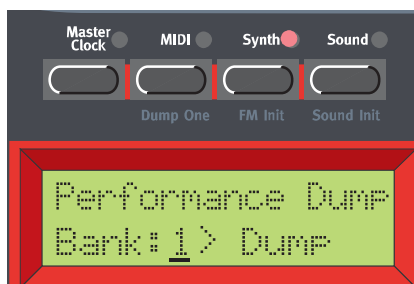 Master Clock MIDI Synth Sound
Dump One FM Init Sound Init
Performance Dump
Bank:1> Dump